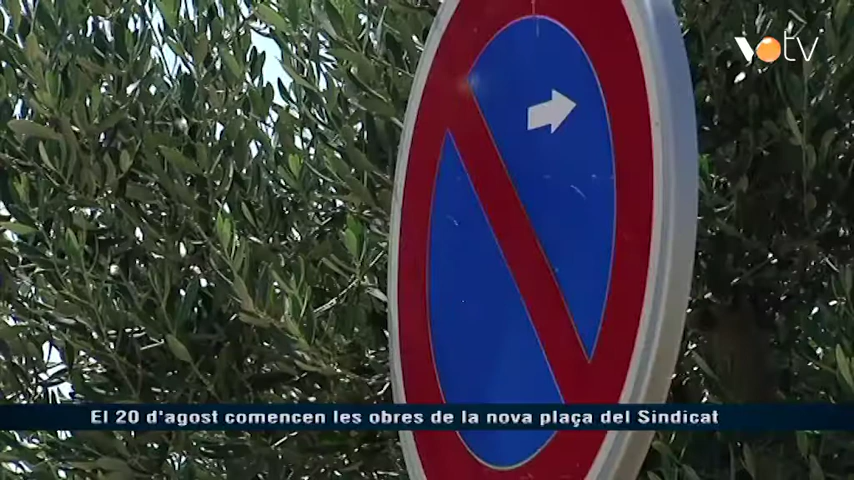 VOTV
El 20 d'agost comencen les obres de la nova plaça del Sindicat